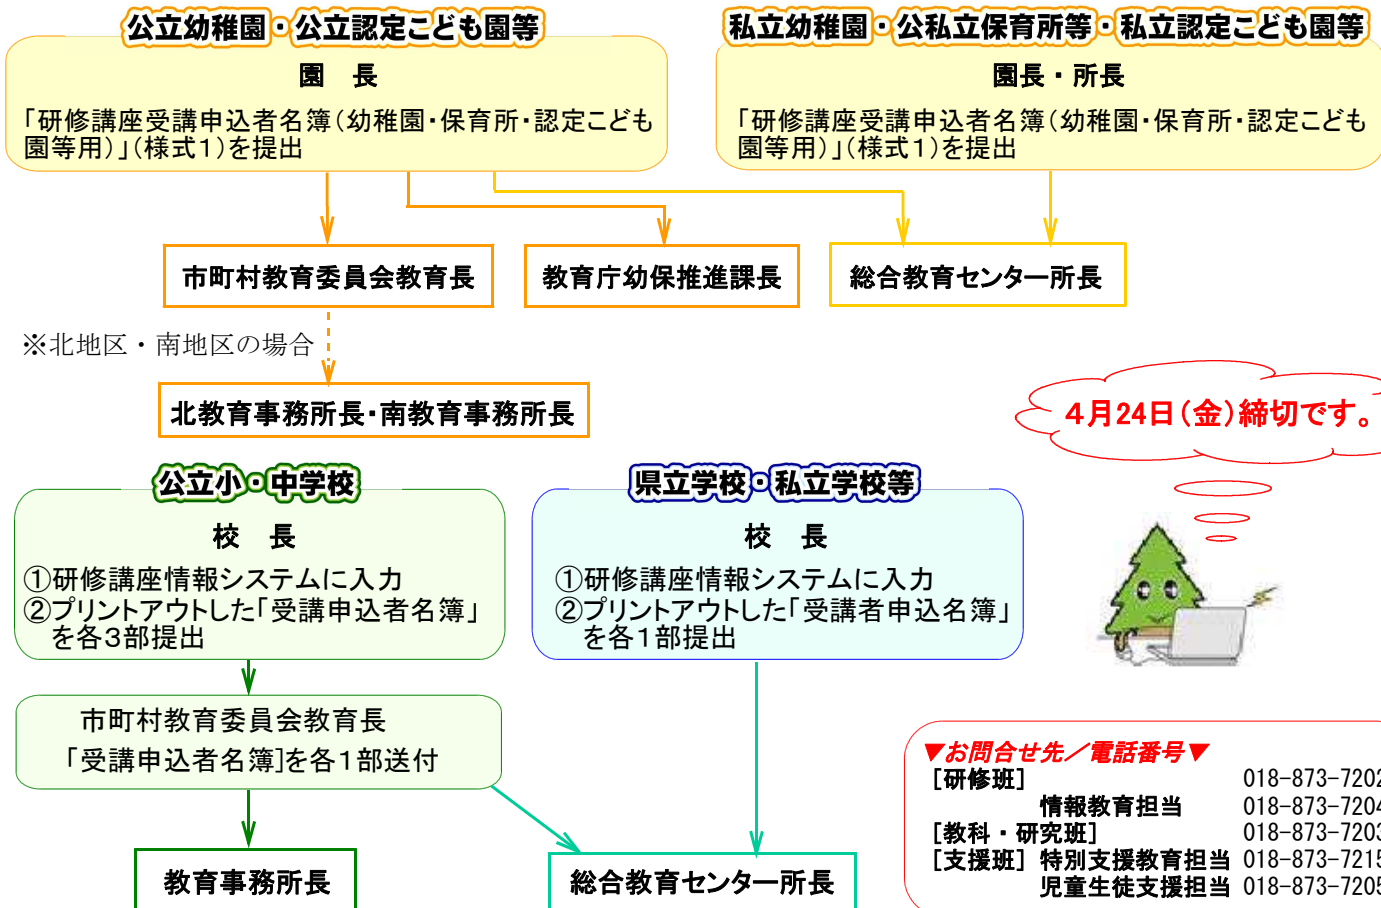 公立幼稚園・公立認定こども園等
園　長
「研修講座受講申込者名簿(幼稚園・保育所・認定こども
園等用)」(様式1)を提出
私立幼稚園・公私立保育所等・私立認定こども園等
園長・所長
「研修講座受講申込者名簿(幼稚園・保育所・認定こども
園等用)」(様式1)を提出
市町村教育委員会教育長
教育庁幼保推進課長
総合教育センター所長
※北地区・南地区の場合
北教育事務所長・南教育事務所長
4月24日(金)締切です。
公立小・中学校
校　長
①研修講座情報システムに入力
②プリントアウトした「受講申込者名簿」
を各3部提出
県立学校・私立学校等
校　長
①研修講座情報システムに入力
②プリントアウトした「受講者申込名簿」
を各1部提出
市町村教育委員会教育長
「受講申込者名簿]を各1部送付
教育事務所長
総合教育センター所長
▼お問合せ先／電話番号▼
[研修班] 018-873-7202
情報教育担当 018-873-7204
[教科・研究班] 018-873-7203
[支援班] 特別支援教育担当 018-873-7215
児童生徒支援担当 018-873-7205